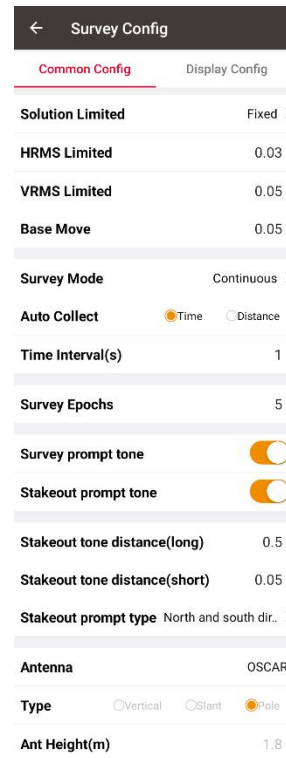 Survey Config
Common Config Display Config
Solution Limited Fixed
HRMS Limited 0.03
VRMS Limited 0.05
Base Move 0.05
Survey Mode Continuous
Auto Collect Time Distance
Time Interval(s) 1
Survey Epochs 5
Survey prompt tone
Stakeout prompt tone
Stakeout tone distance(long) 0.5
Stakeout tone distance(short) 0.05
Stakeout prompt type North and south dir..
Antenna OSCAR
Type Vertical Slant Pole
Ant Height(m) 1.8